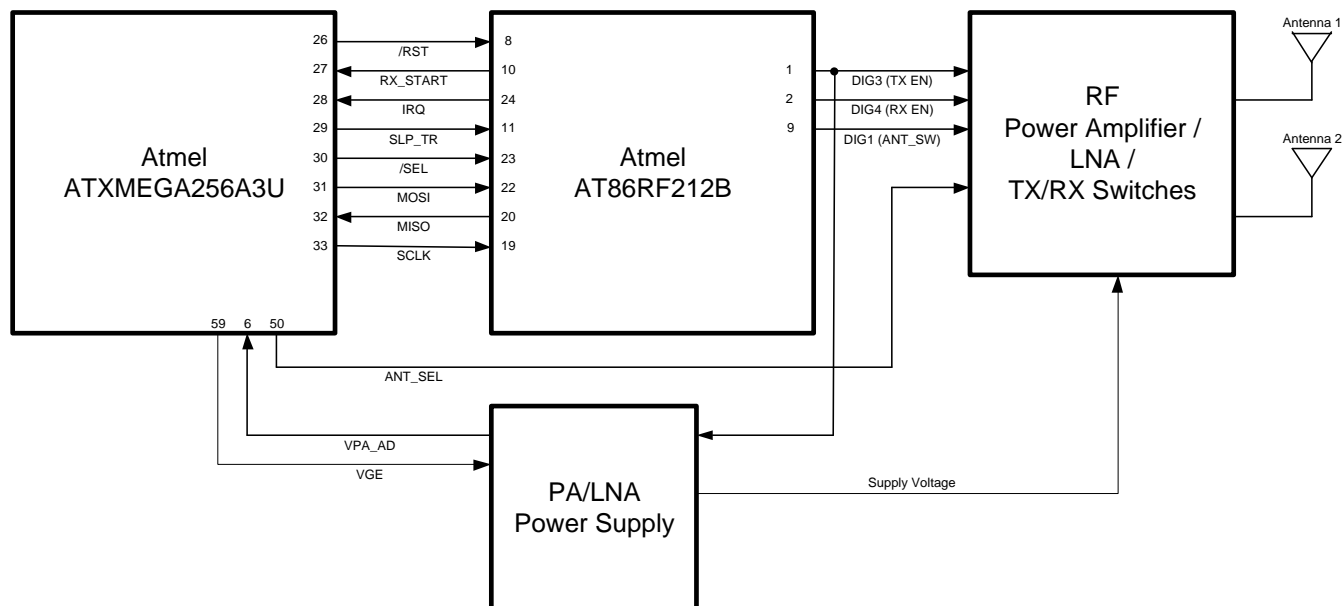 Atmel
ATXMEGA256A3U
26
27
28
29
30
31
32
33
59 6 50
/RST
RX_START
IRQ
SLP_TR
/SEL
MOSI
MISO
SCLK
8
10
24
11
23
22
20
19
Atmel
AT86RF212B
1
2
9
DIG3 (TX EN)
DIG4 (RX EN)
DIG1 (ANT_SW)
RF
Power Amplifier /
LNA /
TX/RX Switches
Antenna 1
Antenna 2
ANT_SEL
VPA_AD
VGE
PA/LNA
Power Supply
Supply Voltage